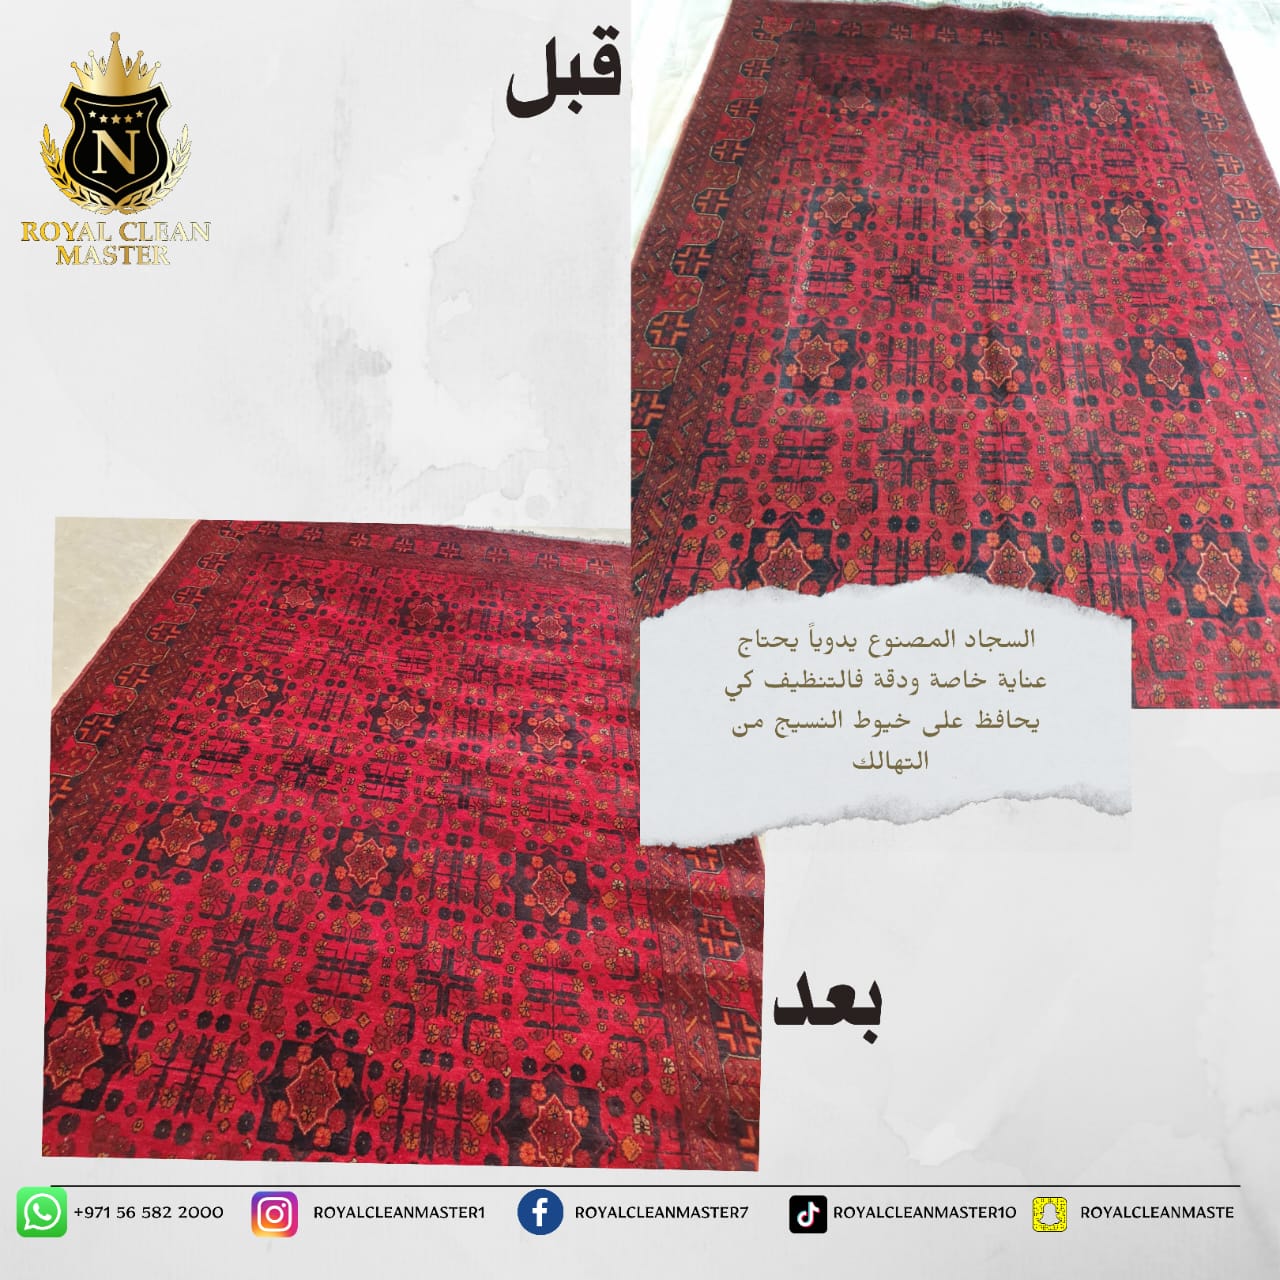 قبل
N
ROYAL CLEAN
MASTER
السجاد المصنوع يدوياً يحتاج
عناية خاصة ودقة فالتنظيف كي
يحافظ على خيوط النسيج من
التهالك
بعد
+971 56 582 2000
ROYALCLEANMASTER1
ROYALCLEANMASTER7
ROYALCLEANMASTER10
ROYALCLEANMASTE